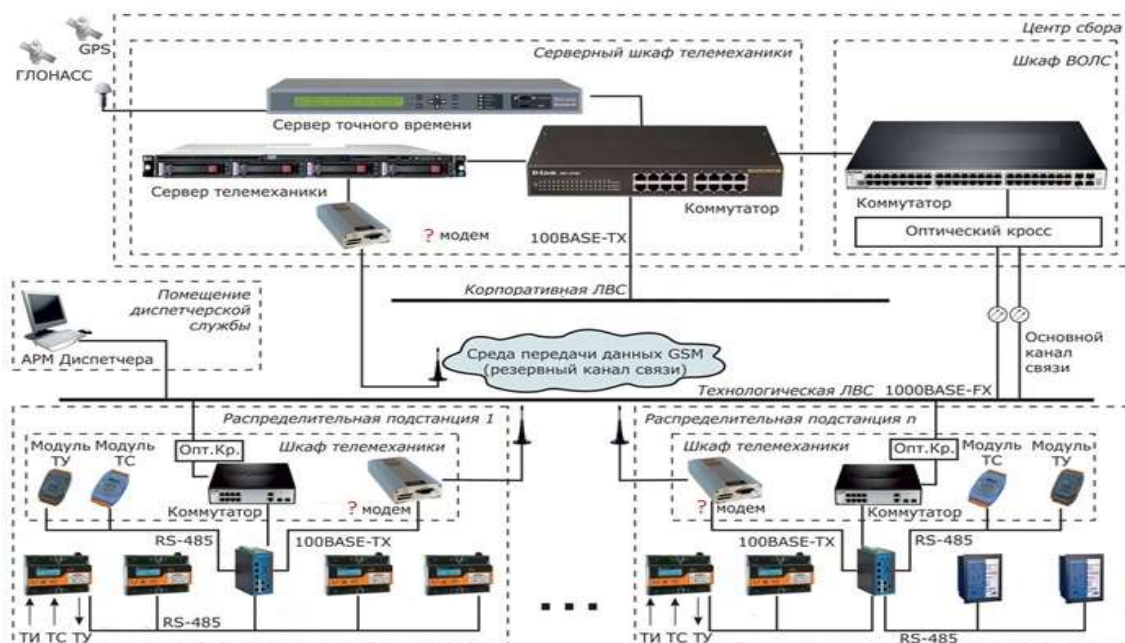 Центр сбора
GPS
ГЛОНАСС
Серверный шкаф телемеханики
Шкаф ВОЛС
Сервер точного времени
D-Link
Сервер телемеханики
Коммутатор
Коммутатор
? модем
100BASE-TX
Оптический кросс
Корпоративная ЛВС
Помещение
диспетчерской
службы
АРМ Диспетчера
Среда передачи данных GSM
(резервный канал связи)
Основной
канал
связи
Технологическая ЛВС 1000BASE-FX
Распределительная подстанция 1
Модуль
ТУ
Модуль
ТС
Опт.Кр.
Шкаф телемеханики
Коммутатор
? модем
RS-485
100BASE-TX
RS-485
ТИ ТС ТУ
Распределительная подстанция n
Шкаф телемеханики
Опт.Кр.
Модуль
ТС
Модуль
ТУ
? модем
Коммутатор
100BASE-TX
RS-485
ТИ ТС ТУ
RS-485